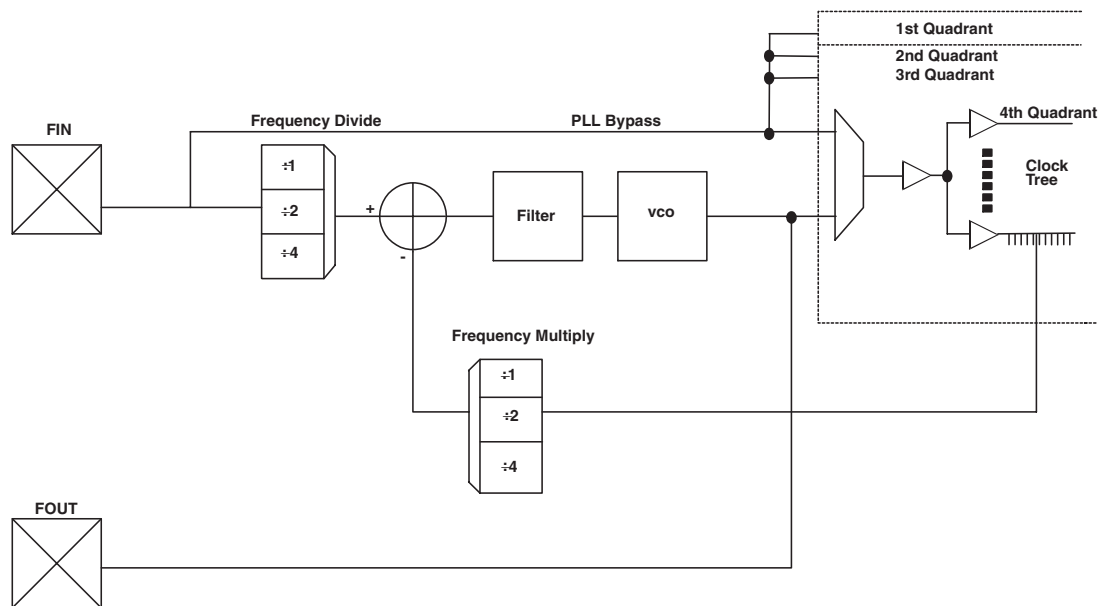 1st Quadrant
2nd Quadrant
3rd Quadrant
4th Quadrant
FIN
Frequency Divide
PLL Bypass
÷1
÷2
÷4
+
-
Filter
vco
Clock
Tree
Frequency Multiply
÷1
÷2
÷4
FOUT